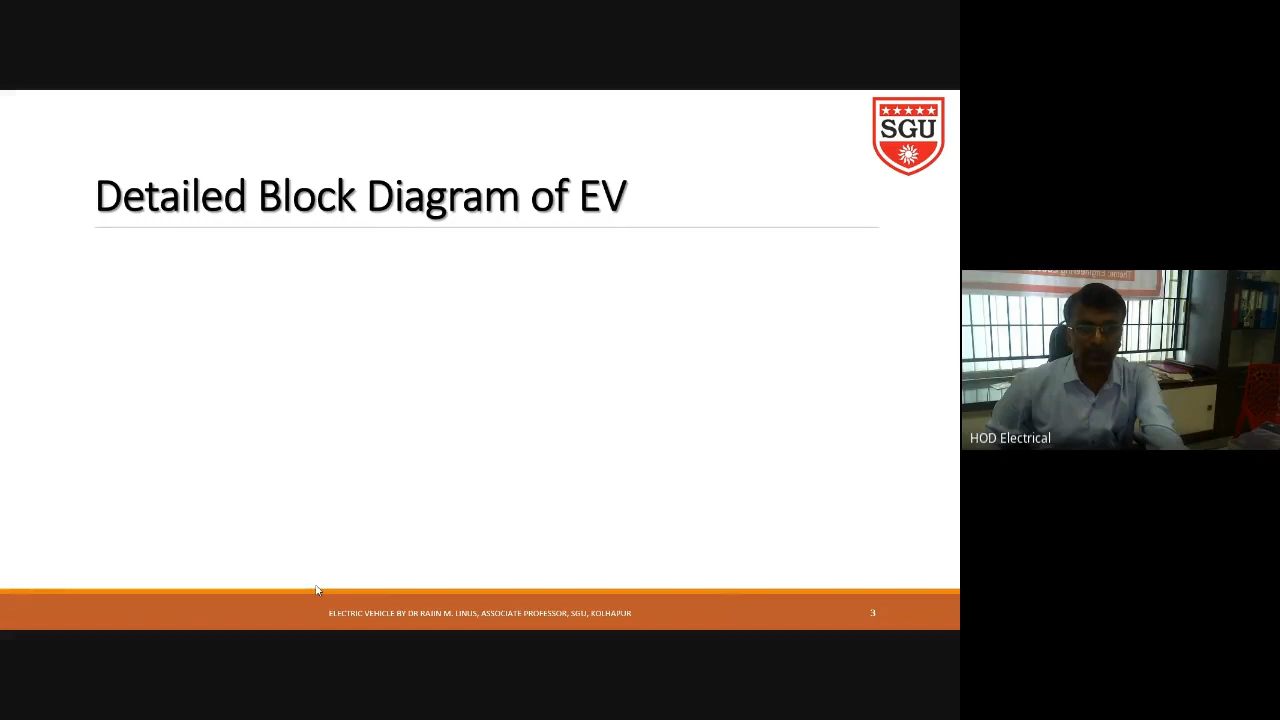 SGU
Detailed Block Diagram of EV
HOD Electrical
ELECTRIC VEHICLE BY DR RAJIN M. LINUS, ASSOCIATE PROFESSOR, SGU, KOLHAPUR
3